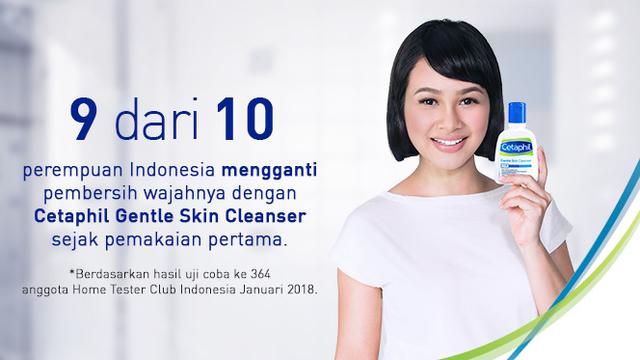 9 dari 10
perempuan Indonesia mengganti
pembersih wajahnya dengan
Cetaphil Gentle Skin Cleanser
sejak pemakaian pertama.
*Berdasarkan hasil uji coba ke 364
anggota Home Tester Club Indonesia Januari 2018.
Cetaphil
Gentle Skin Cleanser